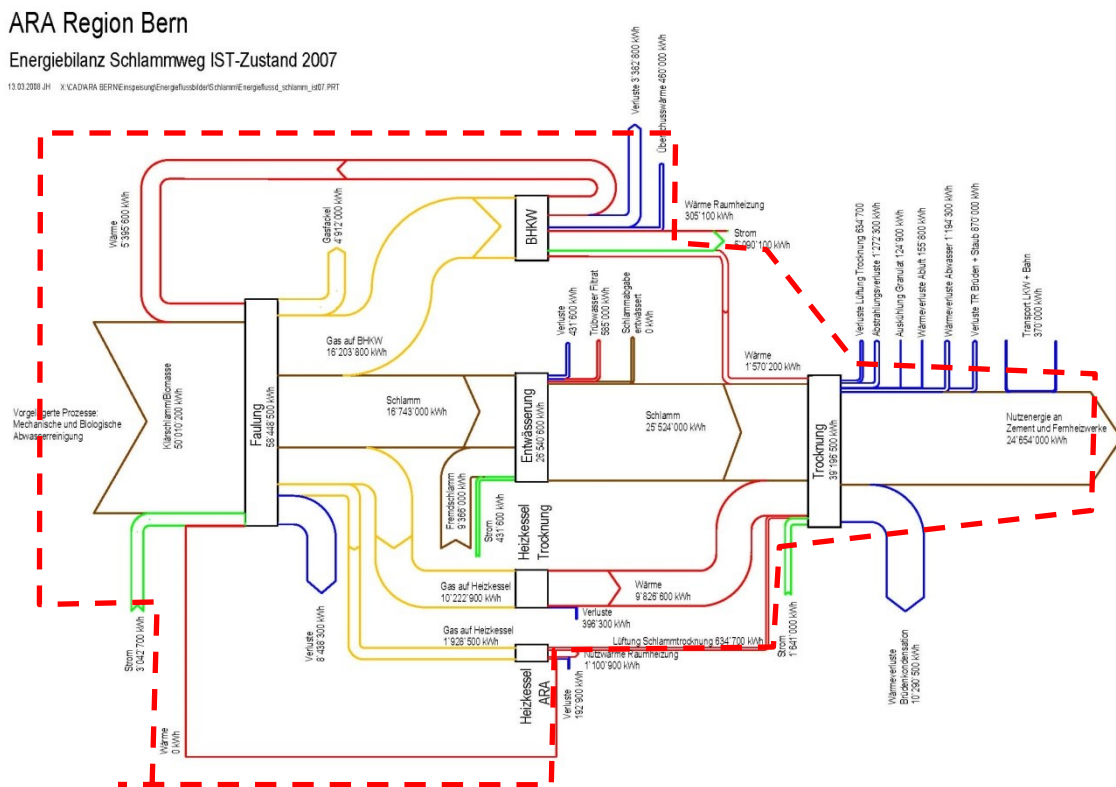 ARA Region Bern
Energiebilanz Schlammweg IST-Zustand 2007
Verluste 3'382'800 kWh
Überschusswärme 460'000 kWh
Wärme
5'395'600 kWh
Gasfackel
4'912'000 kWh
BHKW
Wärme Raumheizung
305'100 kWh
Strom
5'090'100 kWh
Gas auf BHKW
16'203'800 kWh
Verluste
431'600 kWh
Trübwasser Filtrat
585'000 kWh
Schlammabgabe
entwässert
0 kWh
Wärme
1'570'200 kWh
Verluste Lüftung Trocknung 634'700
Abstrahlungsverluste 1'272'300 kWh
Auskühlung Granulat 124'900 kWh
Wärmeverluste Abluft 155'800 kWh
Wärmeverluste Abwasser 1'194'300 kWh
Verluste TR Brüden + Staub 870'000 kWh
Transport LKW + Bahn
370'000 kWh
Vorgelagerte Prozesse:
Mechanische und Biologische
Abwasserreinigung
Klärschlamm/Biomasse
50'010'200 kWh
Faulung
58'448'500 kWh
Schlamm
16'743'000 kWh
Entwässerung
26'540'600 kWh
Schlamm
25'524'000 kWh
Trocknung
39'196'500 kWh
Nutzenergie an
Zement und Fernheizwerke
24'654'000 kWh
Fremdschlamm
9'366'000 kWh
Strom
431'600 kWh
Heizkessel
Trocknung
Gas auf Heizkessel
10'222'900 kWh
Wärme
9'826'600 kWh
Verluste
396'300 kWh
Gas auf Heizkessel
1'928'500 kWh
Lüftung Schlammtrocknung 634'700 kWh
Nutzwärme Raumheizung
1'100'900 kWh
Heizkessel
ARA
Verluste
192'900 kWh
Strom
3'042'700 kWh
Verluste
8'438'300 kWh
Strom
1'641'000 kWh
Wärmeverluste
Brüdenkondensation
10'290'500 kWh
Wärme
0 kWh